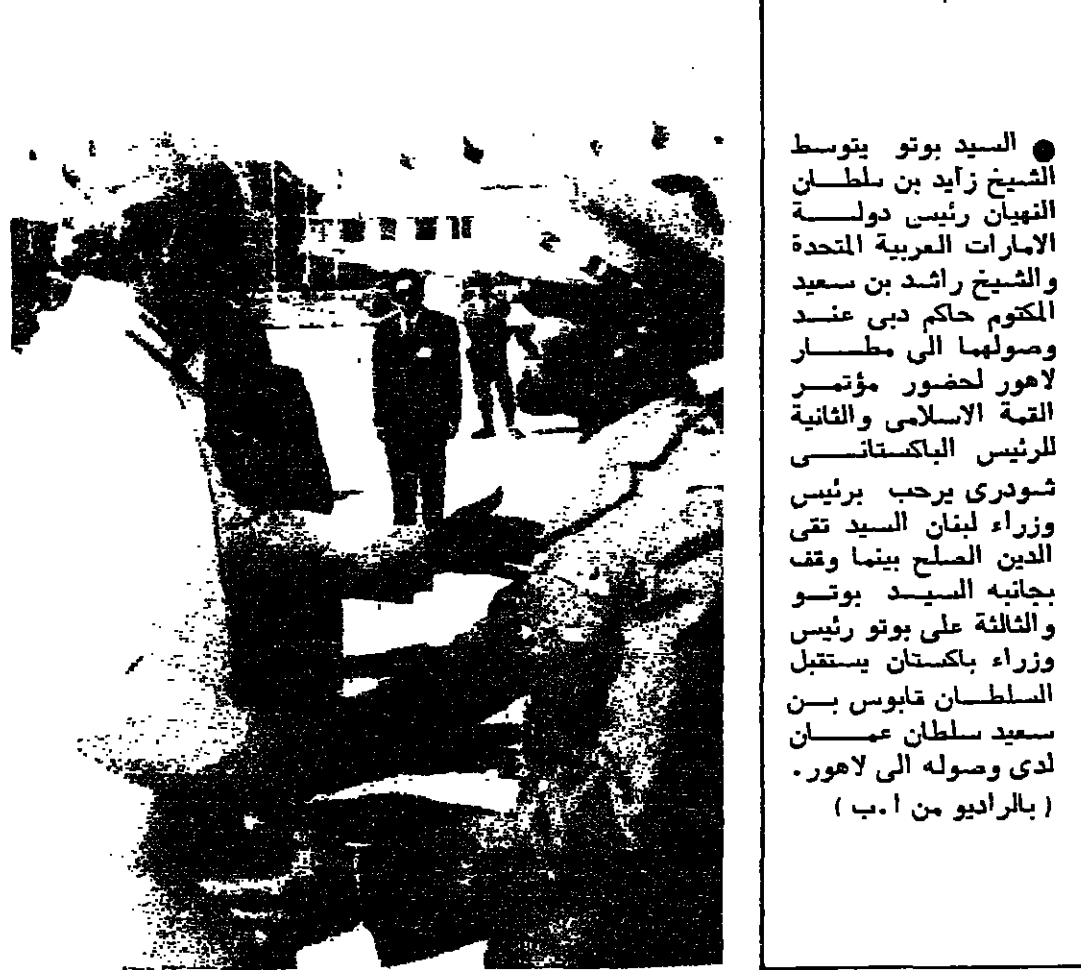 ● السيد بوتو يتوسط
الشيخ زايد بن سلطان
النهيان رئيس دولة
الامارات العربية المتحدة
والشيخ راشد بن سعيد
المكتوم حاكم دبى عند
وصولهما الى مطار
لاهور لحضور مؤتمر
القمة الاسلامى والثانية
للرئيس الباكستانى
شودرى يرحب برئيس
وزراء لبنان السيد تقى
الدين الصلح بينما وقف
بجانبه السيد بوتو
والثالثة على بوتو رئيس
وزراء باكستان يستقبل
السلطان قابوس بن
سعيد سلطان عمان
لدى وصوله الى لاهور.
( بالراديو من ا.ب )